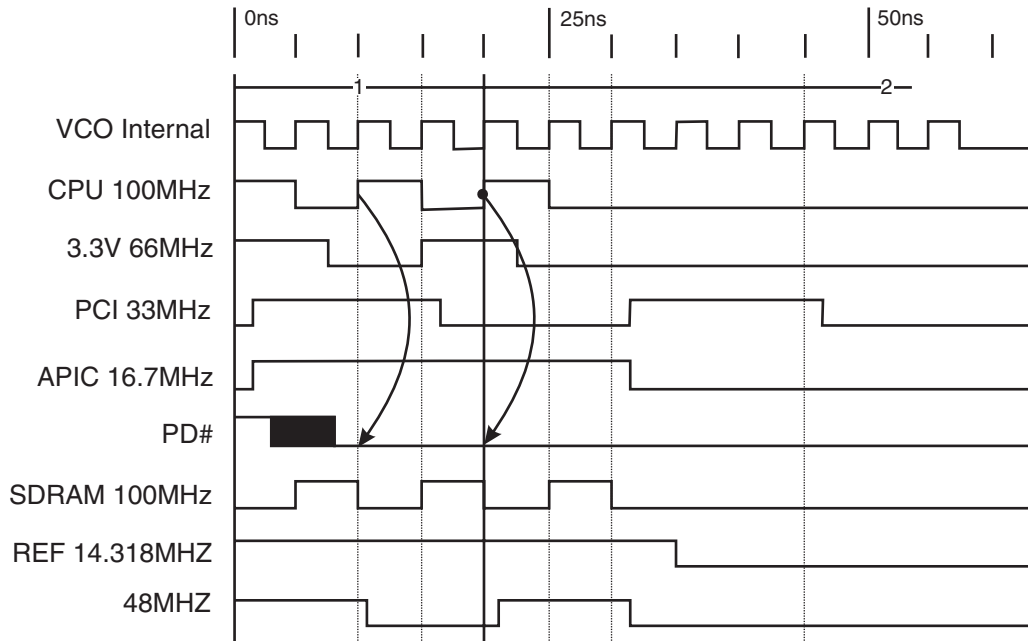 0ns 25ns 50ns
1 2
VCO Internal
CPU 100MHz
3.3V 66MHz
PCI 33MHz
APIC 16.7MHz
PD#
SDRAM 100MHz
REF 14.318MHZ
48MHZ